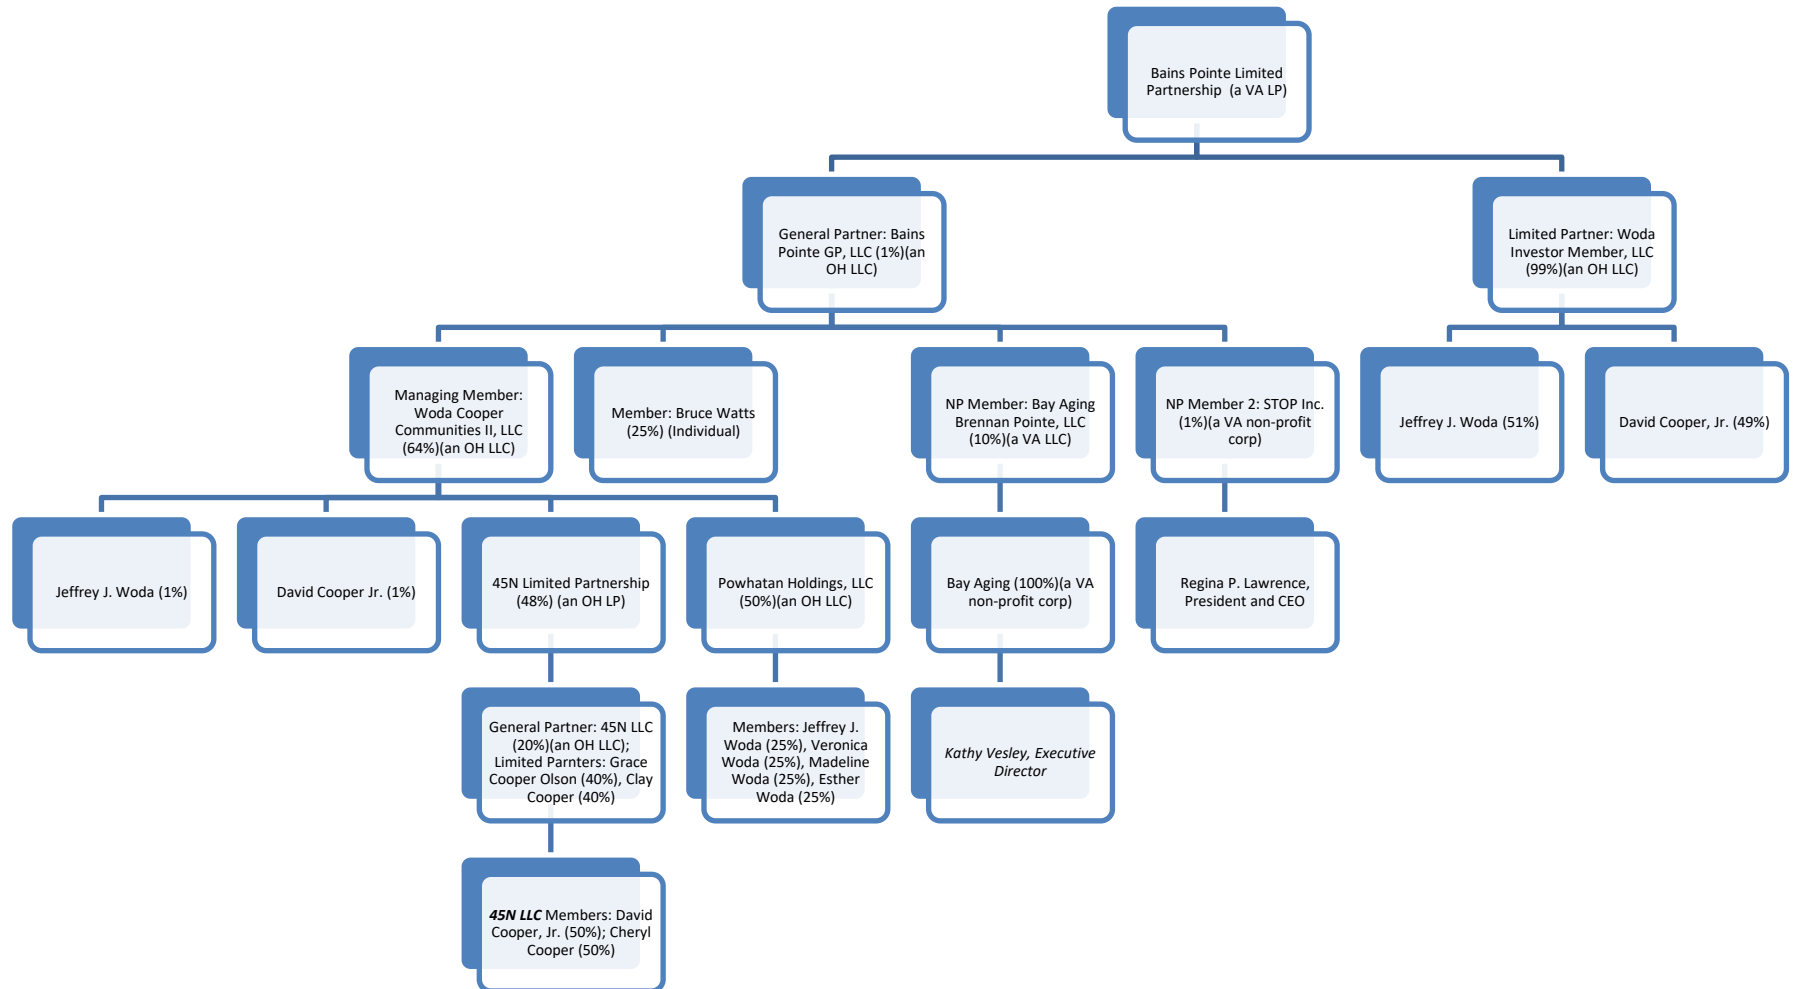 Bains Pointe Limited
Partnership  (a VA LP)
General Partner: Bains
Pointe GP, LLC (1%)(an
OH LLC)
Limited Partner: Woda
Investor Member, LLC
(99%)(an OH LLC)
Managing Member:
Woda Cooper
Communities II, LLC
(64%)(an OH LLC)
Member: Bruce Watts
(25%) (Individual)
NP Member: Bay Aging
Brennan Pointe, LLC
(10%)(a VA LLC)
NP Member 2: STOP Inc.
(1%)(a VA non-profit
corp)
Jeffrey J. Woda (51%)
David Cooper, Jr. (49%)
Jeffrey J. Woda (1%)
David Cooper Jr. (1%)
45N Limited Partnership
(48%) (an OH LP)
Powhatan Holdings, LLC
(50%)(an OH LLC)
Bay Aging (100%)(a VA
non-profit corp)
Regina P. Lawrence,
President and CEO
General Partner: 45N LLC
(20%)(an OH LLC);
Limited Parnters: Grace
Cooper Olson (40%), Clay
Cooper (40%)
Members: Jeffrey J.
Woda (25%), Veronica
Woda (25%), Madeline
Woda (25%), Esther
Woda (25%)
Kathy Vesley, Executive
Director
45N LLC Members: David
Cooper, Jr. (50%); Cheryl
Cooper (50%)